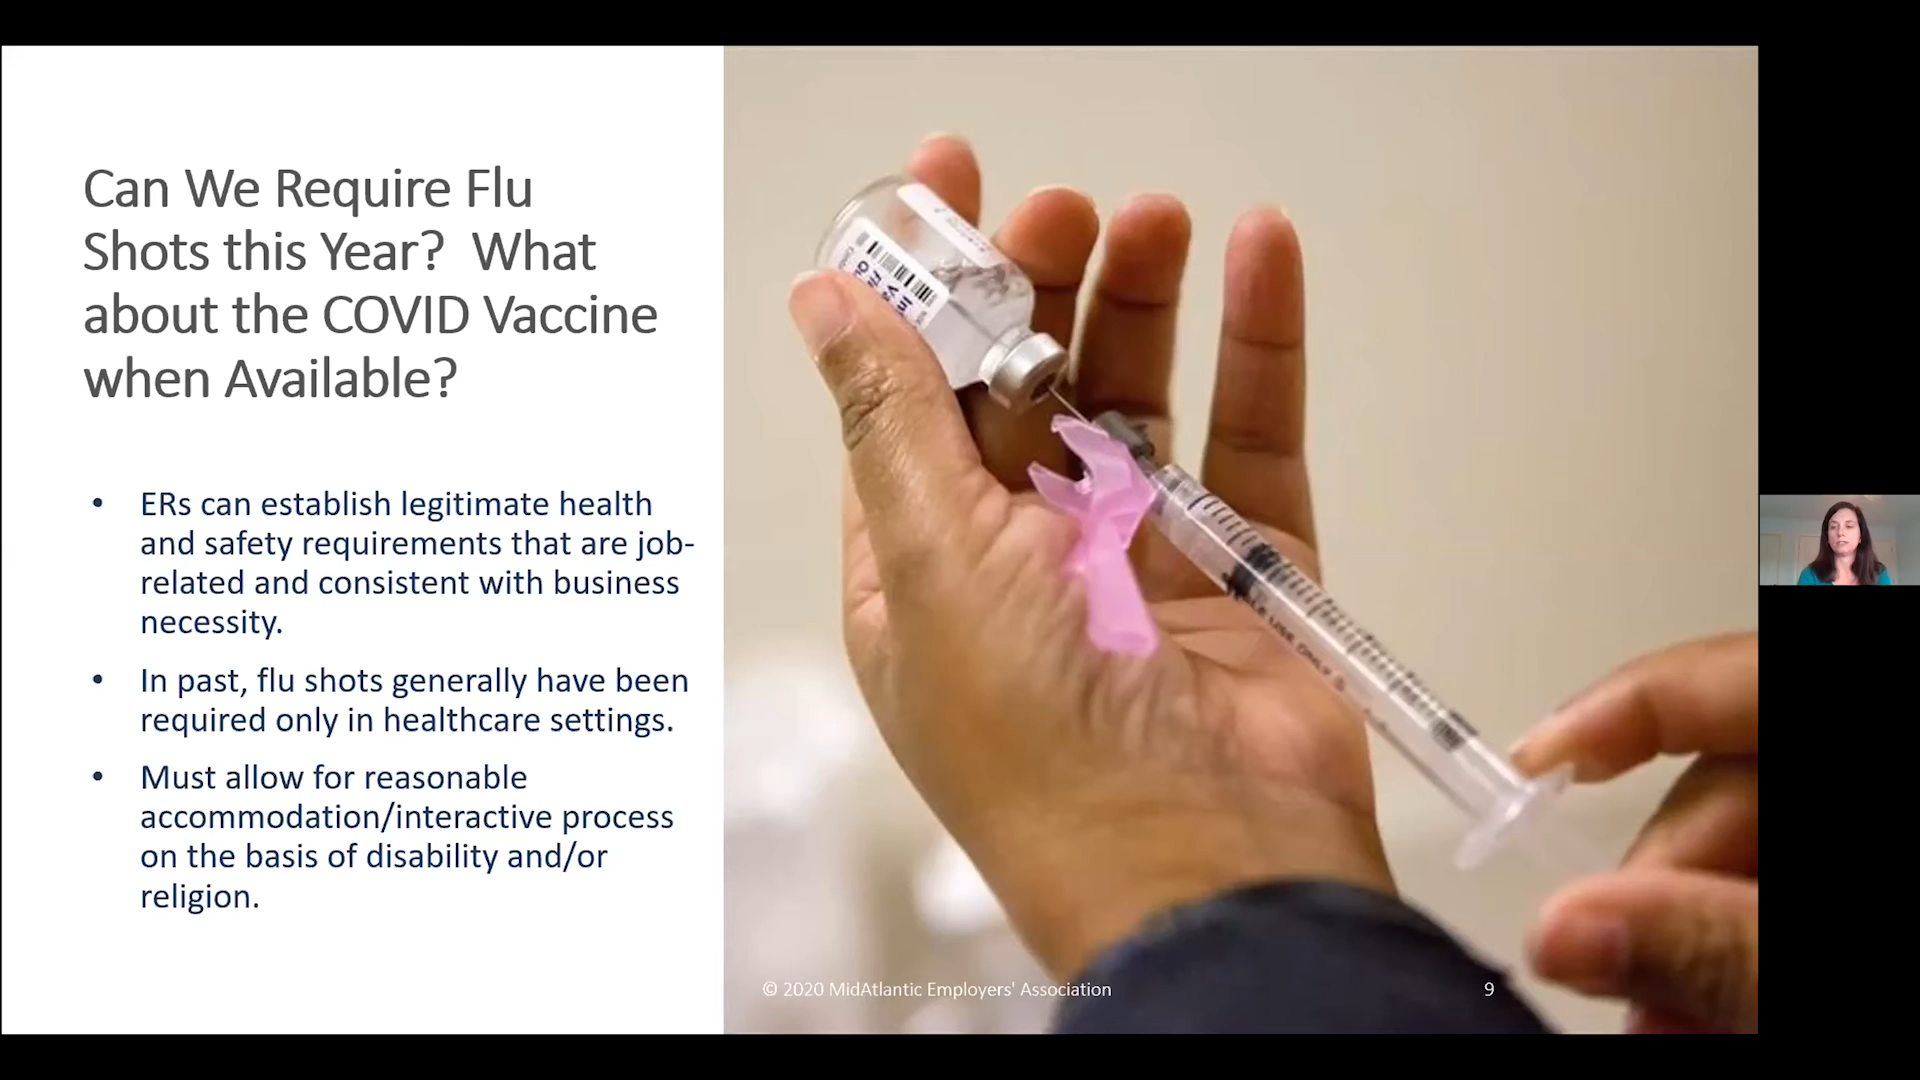 Can We Require Flu
Shots this Year?  What
about the COVID Vaccine
when Available?
• ERs can establish legitimate health
and safety requirements that are job-
related and consistent with business
necessity.
• In past, flu shots generally have been
required only in healthcare settings.
• Must allow for reasonable
accommodation/interactive process
on the basis of disability and/or
religion.
© 2020 MidAtlantic Employers' Association
9